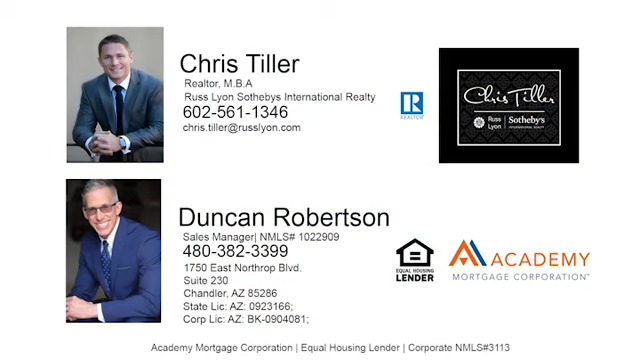 Chris Tiller
Realtor, M.B.A
Russ Lyon Sothebys International Realty
602-561-1346
chris.tiller@russlyon.com
R
REALTOR
Chris Tiller
Russ Lyon | Sotheby's
INTERNATIONAL REALTY
Duncan Robertson
Sales Manager| NMLS# 1022909
480-382-3399
1750 East Northrop Blvd.
Suite 230
Chandler, AZ 85286
State Lic: AZ: 0923166;
Corp Lic: AZ: BK-0904081;
EQUAL HOUSING
LENDER
ACADEMY
MORTGAGE CORPORATION™
Academy Mortgage Corporation | Equal Housing Lender | Corporate NMLS#3113